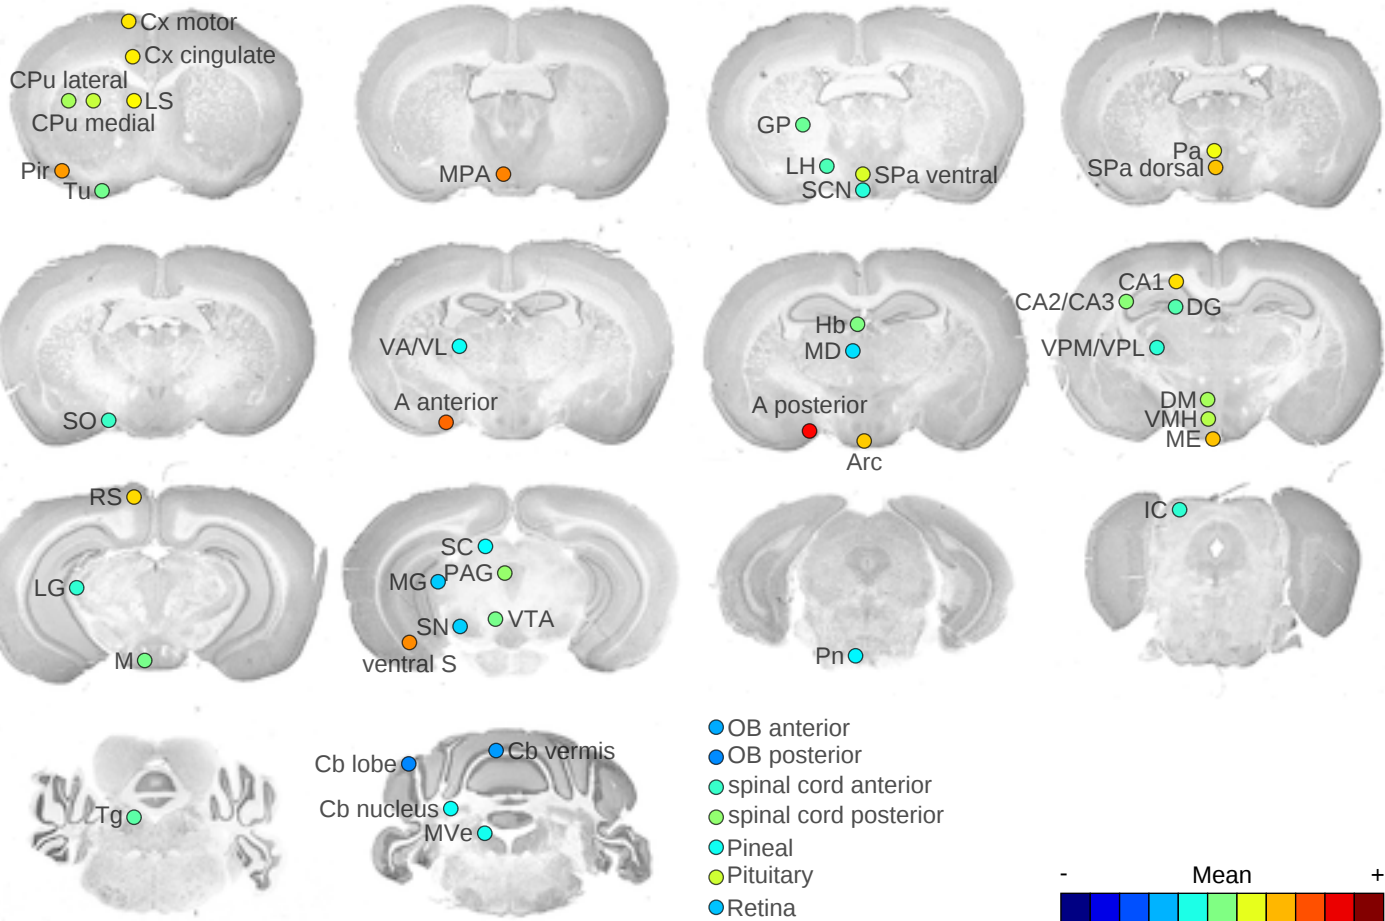 Cx motor
Cx cingulate
CPu lateral
LS
CPu medial
Pir
Tu
MPA
GP
LH
SPa ventral
SCN
Pa
SPa dorsal
SO
VA/VL
A anterior
Hb
MD
A posterior
Arc
CA1
CA2/CA3
DG
VPM/VPL
DM
VMH
ME
RS
LG
M
SC
MG
PAG
SN
VTA
ventral S
Pn
IC
Tg
Cb lobe
Cb vermis
Cb nucleus
MVe
OB anterior
OB posterior
spinal cord anterior
spinal cord posterior
Pineal
Pituitary
Retina
- Mean +